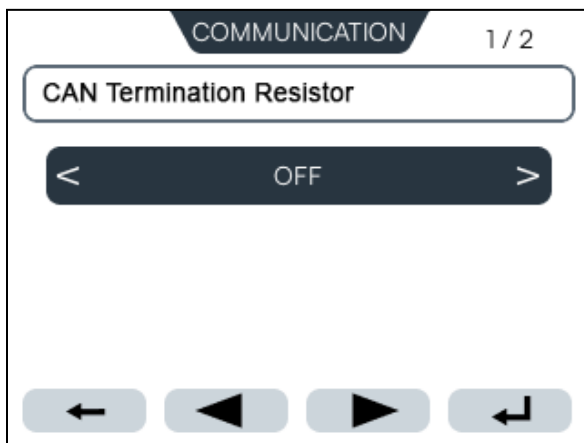 COMMUNICATION 1 / 2
CAN Termination Resistor
< OFF >